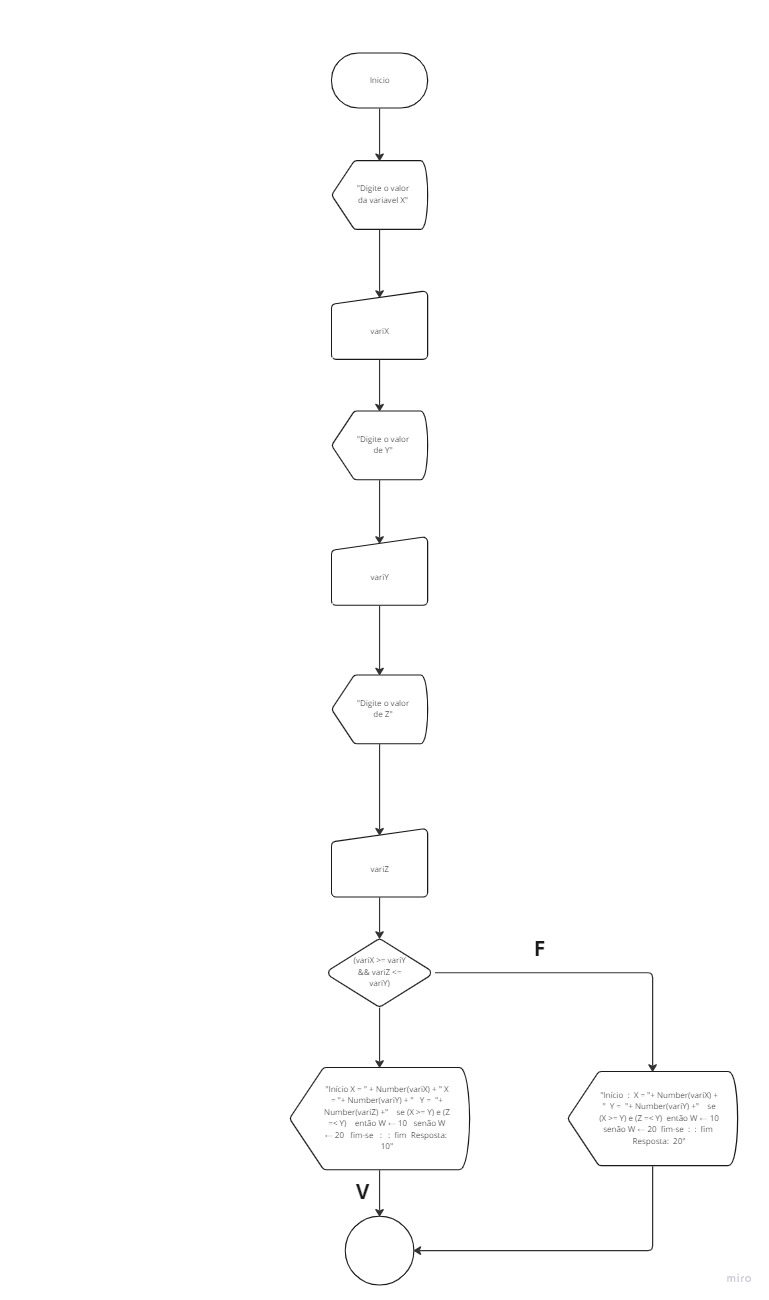 Início
"Digite o valor
da variavel X"
variX
"Digite o valor
de Y"
variY
"Digite o valor
de Z"
variZ
(variX >= variY
&& variZ <=
variY)
F
"Início X = " + Number(variX) + " X
= "+ Number(variY) + " Y = "+
Number(variZ) +" se (X >= Y) e (Z
=< Y) então W ← 10 senão W
← 20 fim-se : : fim Resposta:
10"
"Início : X = "+ Number(variX) +
" Y = "+ Number(variY) +" se
(X >= Y) e (Z =< Y) então W ← 10
senão W ← 20 fim-se : : fim
Resposta: 20"
V
miro